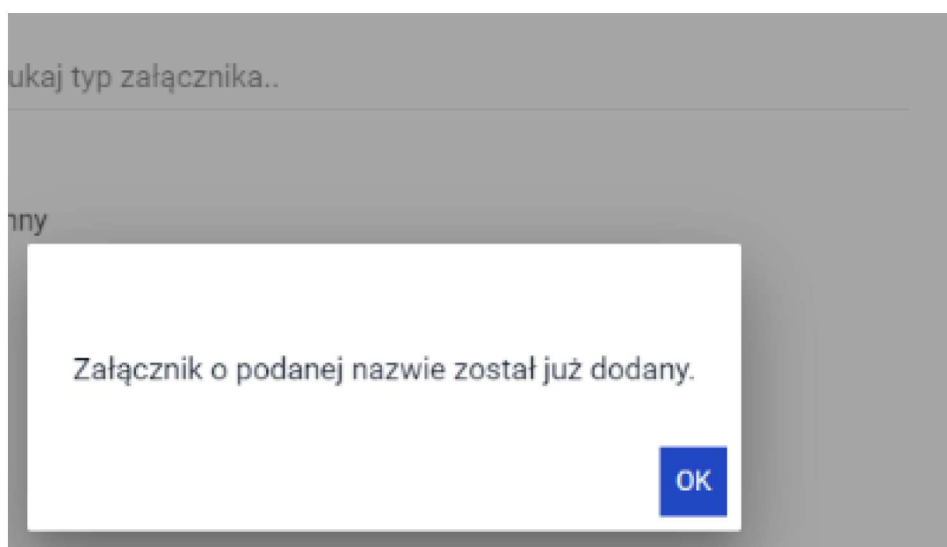 ukaj typ załącznika..
nny
Załącznik o podanej nazwie został już dodany.
OK